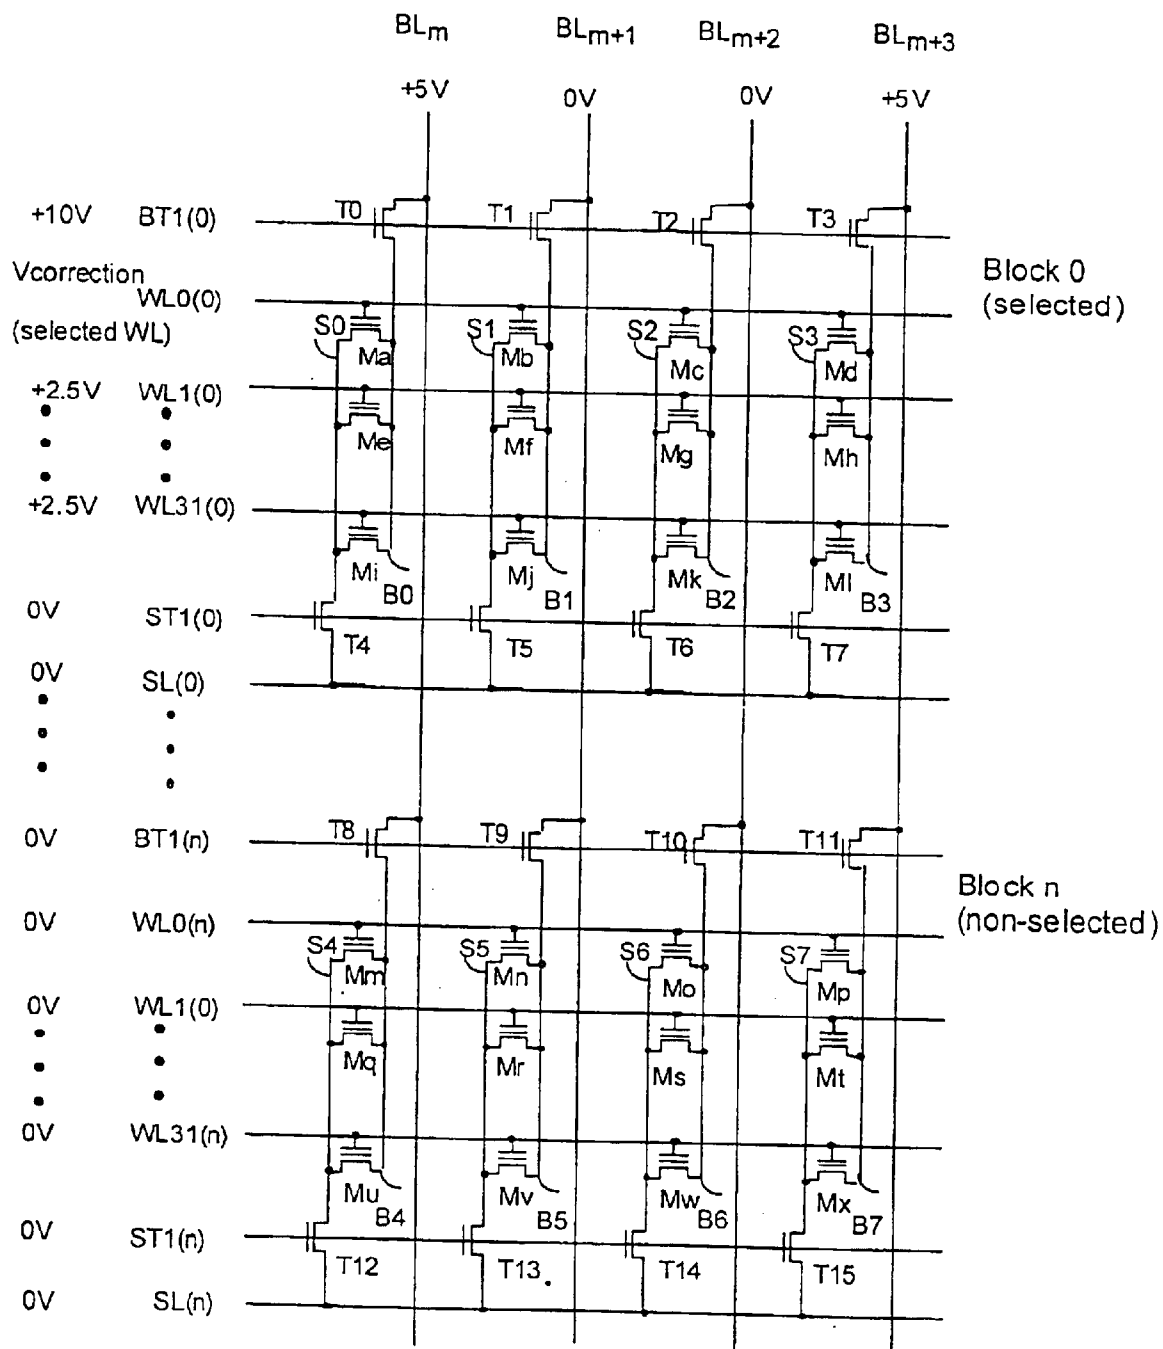 BLm BLm+1 BLm+2 BLm+3
+5V 0V 0V +5V
+10V BT1(0) T0 T1 T2 T3
Block 0
(selected)
Vcorrection
(selected WL)
WL0(0)
S0 S1 S2 S3
Ma Mb Mc Md
+2.5V WL1(0)
Me Mf Mg Mh
+2.5V WL31(0)
Mi Mj Mk Ml
B0 B1 B2 B3
0V ST1(0)
T4 T5 T6 T7
0V SL(0)
0V BT1(n) T8 T9 T10 T11
Block n
(non-selected)
0V WL0(n)
S4 S5 S6 S7
Mm Mn Mo Mp
0V WL1(0)
Mq Mr Ms Mt
0V WL31(n)
Mu Mv Mw Mx
B4 B5 B6 B7
0V ST1(n)
T12 T13 T14 T15
0V SL(n)